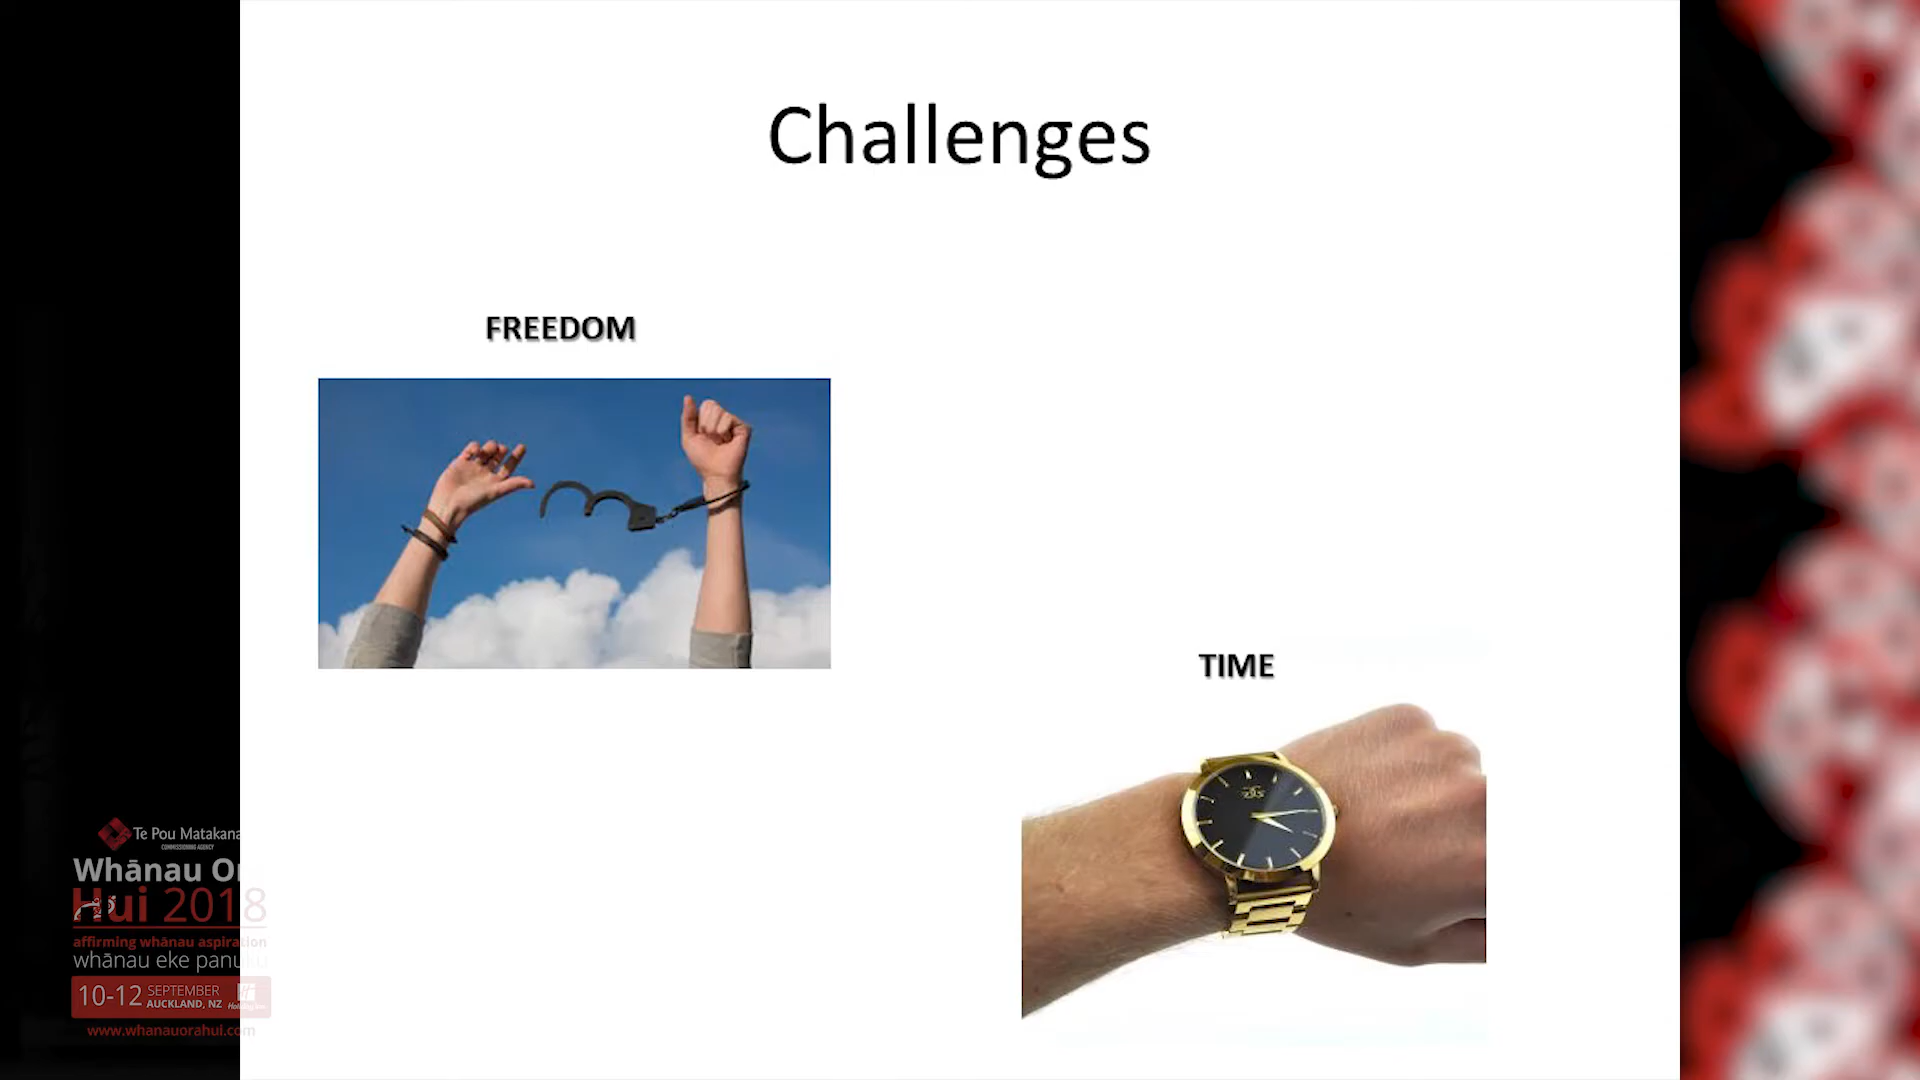 Challenges
FREEDOM
TIME
Te Pou Matakana
COMMISSIONING AGENCY
Whānau Or
Hui 2018
affirming whānau aspiration
whānau eke panuku
10-12 SEPTEMBER
AUCKLAND, NZ
www.whanauorahui.com